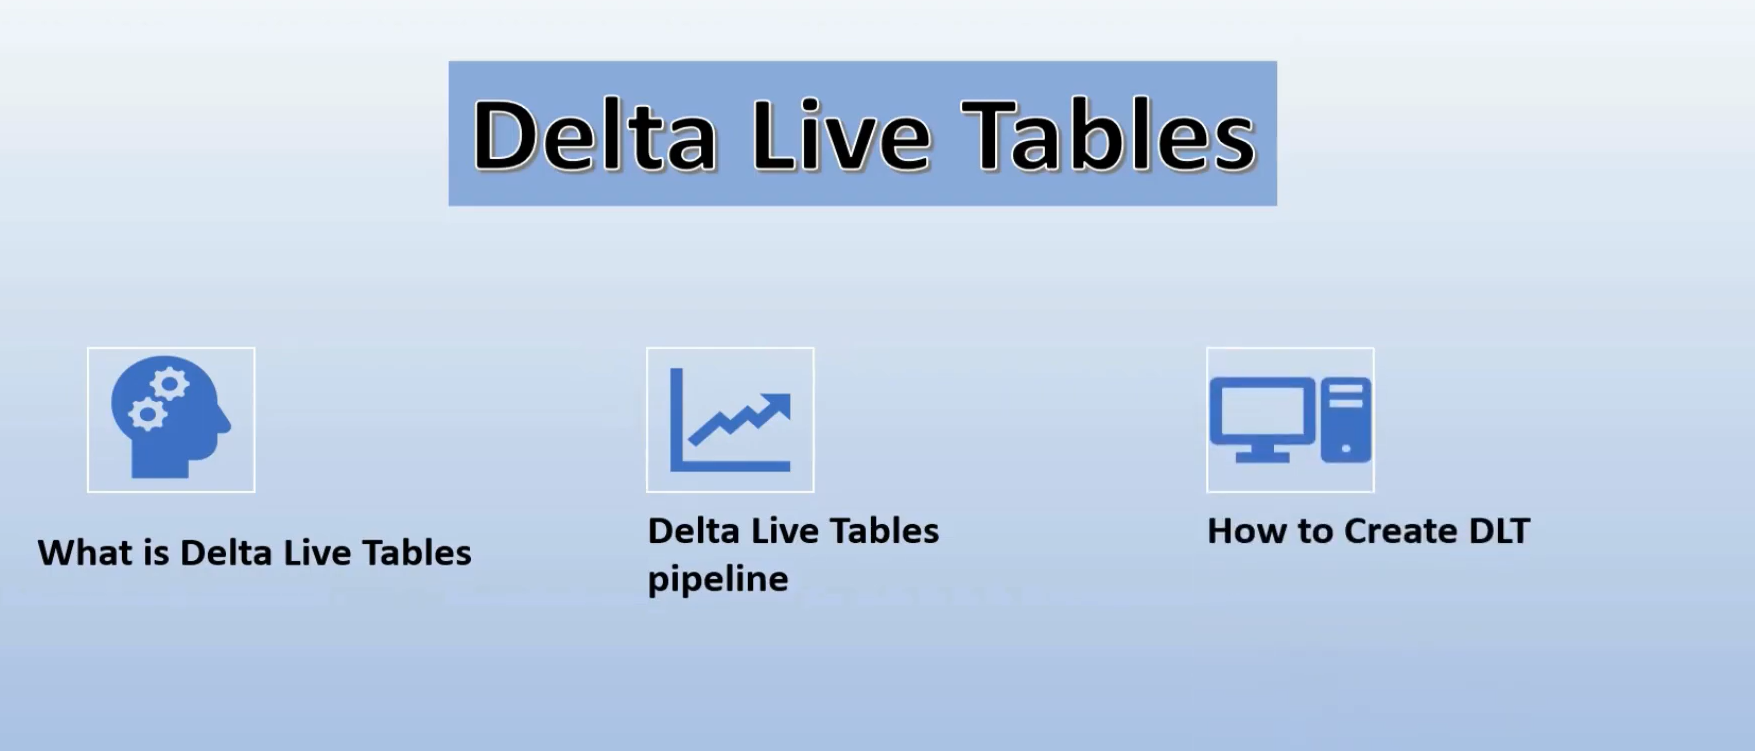 Delta Live Tables
What is Delta Live Tables
Delta Live Tables
pipeline
How to Create DLT